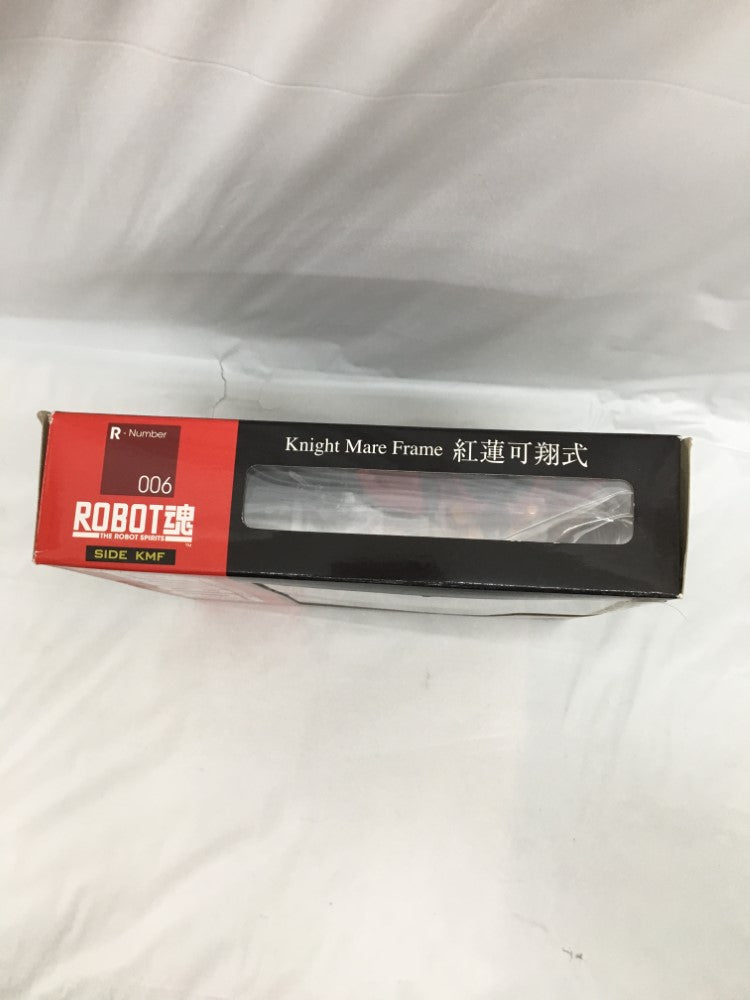 R - Number
006
ROBOT魂
THE ROBOT SPIRITS
TM
SIDE KMF
Knight Mare Frame 紅蓮可翔式